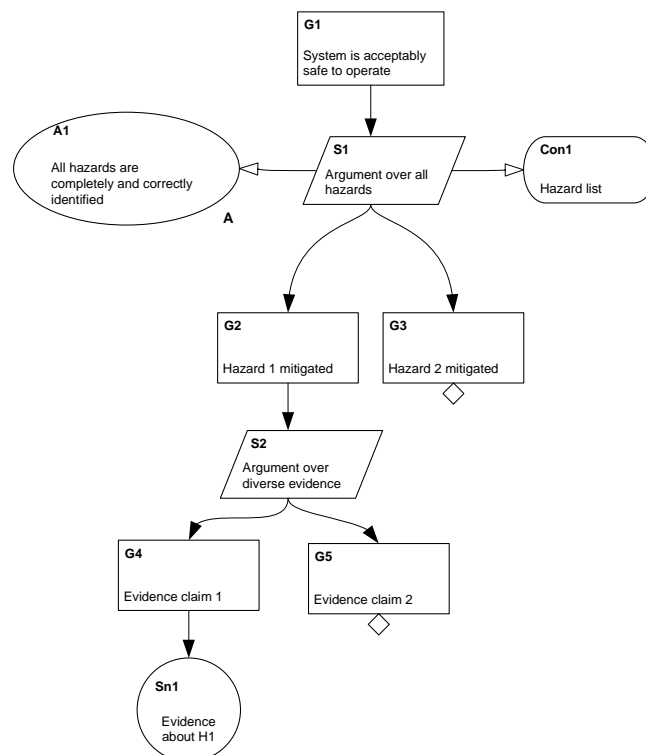 G1
System is acceptably
safe to operate
A1
All hazards are
completely and correctly
identified
A
S1
Argument over all
hazards
Con1
Hazard list
G2
Hazard 1 mitigated
G3
Hazard 2 mitigated
S2
Argument over
diverse evidence
G4
Evidence claim 1
G5
Evidence claim 2
Sn1
Evidence
about H1